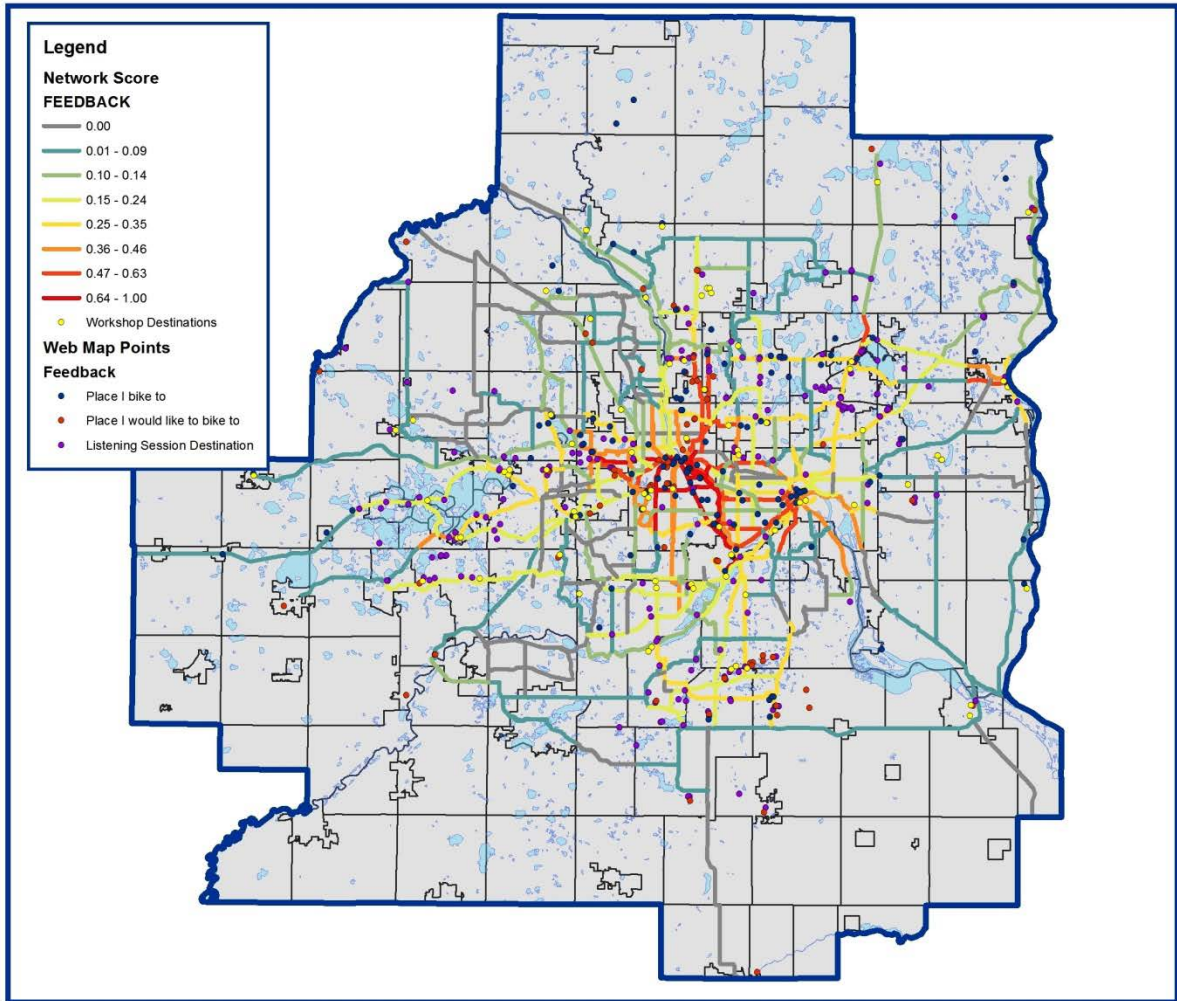 Legend
Network Score
FEEDBACK
0.00
0.01 - 0.09
0.10 - 0.14
0.15 - 0.24
0.25 - 0.35
0.36 - 0.46
0.47 - 0.63
0.64 - 1.00
Workshop Destinations
Web Map Points
Feedback
Place I bike to
Place I would like to bike to
Listening Session Destination